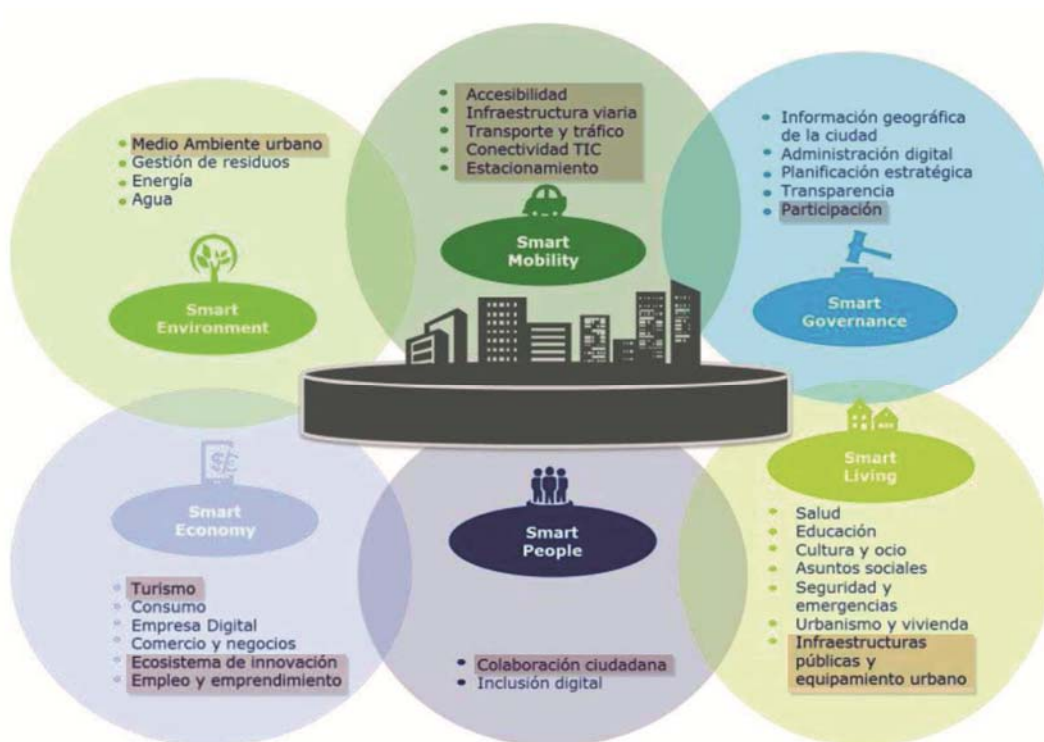 Medio Ambiente urbano
Gestión de residuos
Energía
Agua
Smart
Environment
Accesibilidad
Infraestructura viaria
Transporte y tráfico
Conectividad TIC
Estacionamiento
Smart
Mobility
Información geográfica
de la ciudad
Administración digital
Planificación estratégica
Transparencia
Participación
Smart
Governance
Smart
Economy
Turismo
Consumo
Empresa Digital
Comercio y negocios
Ecosistema de innovación
Empleo y emprendimiento
Smart
People
Colaboración ciudadana
Inclusión digital
Smart
Living
Salud
Educación
Cultura y ocio
Asuntos sociales
Seguridad y
emergencias
Urbanismo y vivienda
Infraestructuras
públicas y
equipamiento urbano